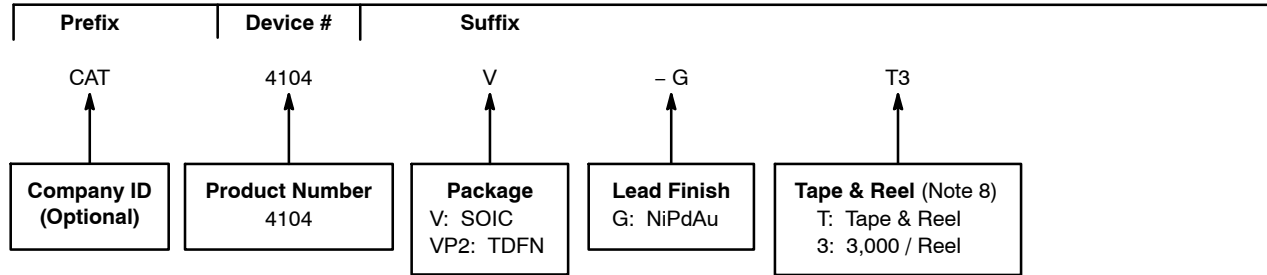 Prefix Device # Suffix
CAT 4104 V – G T3
Company ID
(Optional)
Product Number
4104
Package
V: SOIC
VP2: TDFN
Lead Finish
G: NiPdAu
Tape & Reel (Note 8)
T: Tape & Reel
3: 3,000 / Reel